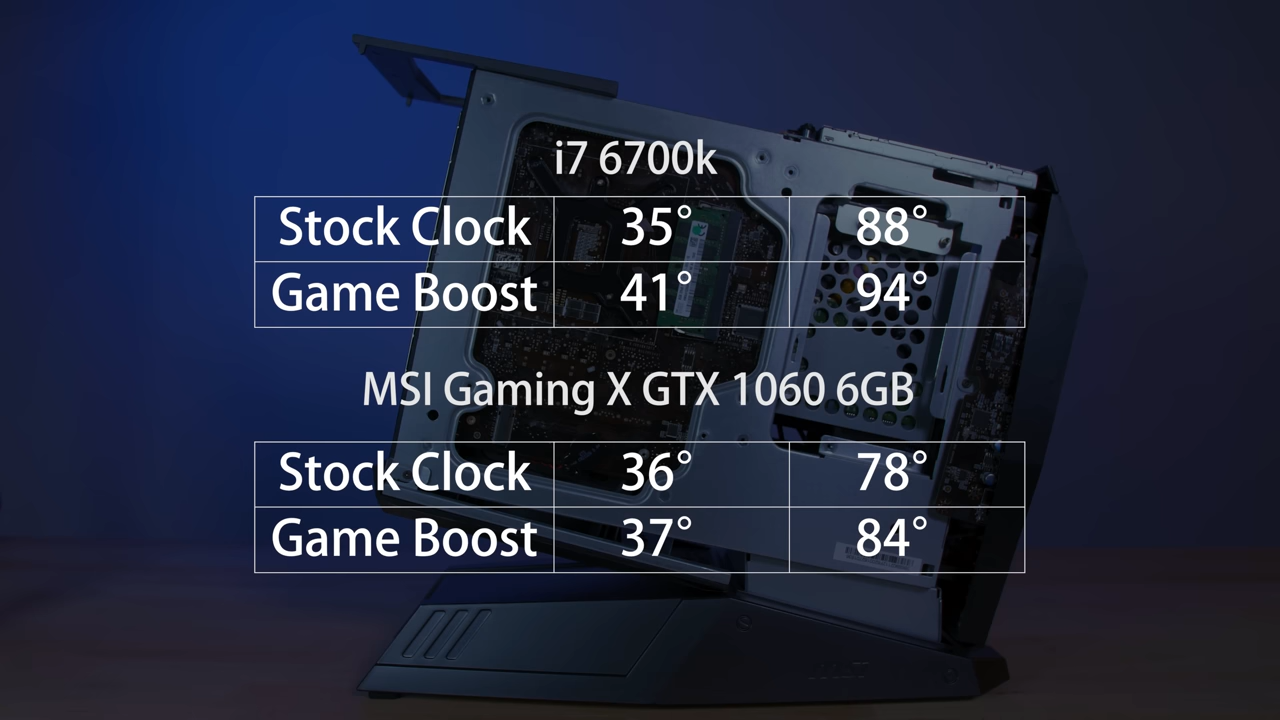 i7 6700k
Stock Clock 35° 88°
Game Boost 41° 94°
MSI Gaming X GTX 1060 6GB
Stock Clock 36° 78°
Game Boost 37° 84°